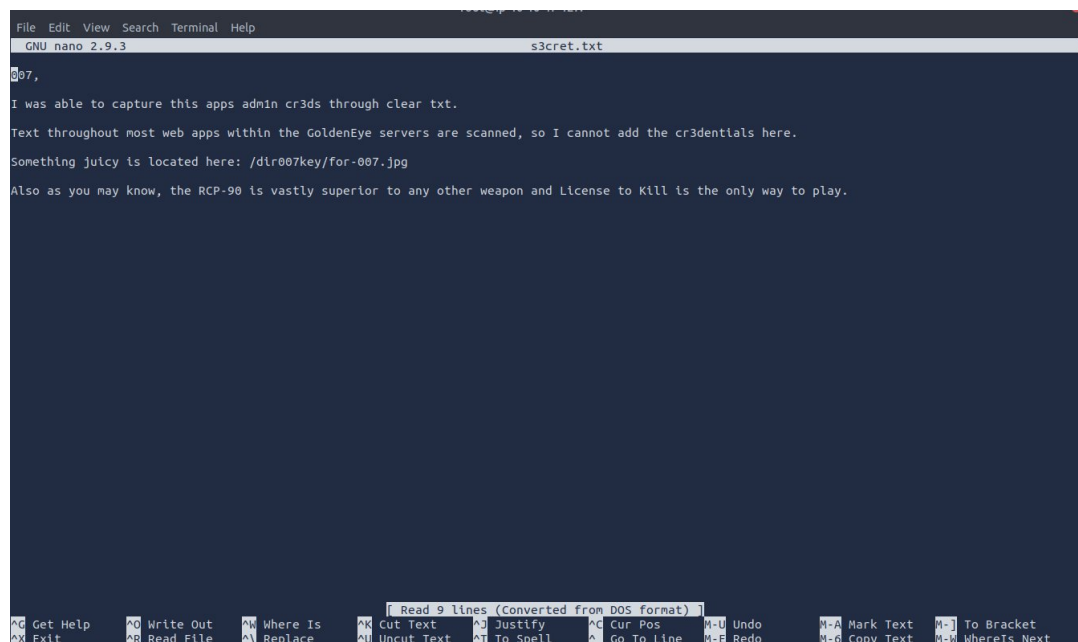 File Edit View Search Terminal Help
GNU nano 2.9.3 s3cret.txt
007,
I was able to capture this apps adm1n cr3ds through clear txt.
Text throughout most web apps within the GoldenEye servers are scanned, so I cannot add the cr3dentials here.
Something juicy is located here: /dir007key/for-007.jpg
Also as you may know, the RCP-90 is vastly superior to any other weapon and License to Kill is the only way to play.
[ Read 9 lines (Converted from DOS format) ]
^G Get Help ^O Write Out ^W Where Is ^K Cut Text ^J Justify ^C Cur Pos M-U Undo M-A Mark Text M-] To Bracket
^X Exit ^R Read File ^\ Replace ^U Uncut Text ^T To Spell ^_ Go To Line M-E Redo M-6 Copy Text M-W WhereIs Next